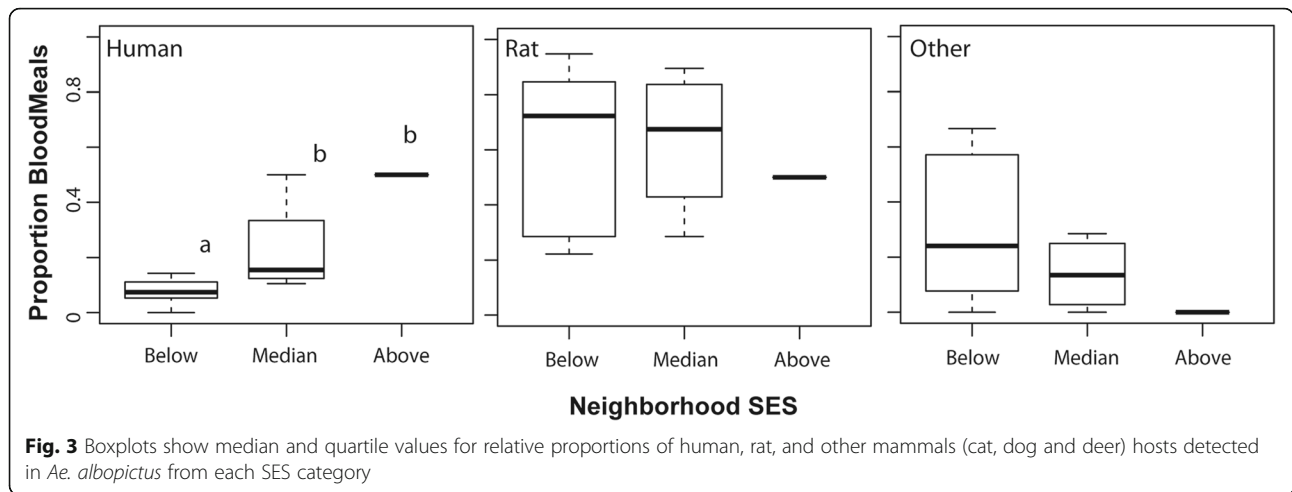 Human
Rat
Other
Proportion BloodMeals
0.8
0.4
0
a
b
b
Below Median Above
Below Median Above
Below Median Above
Neighborhood SES
Fig. 3 Boxplots show median and quartile values for relative proportions of human, rat, and other mammals (cat, dog and deer) hosts detected
in Ae. albopictus from each SES category